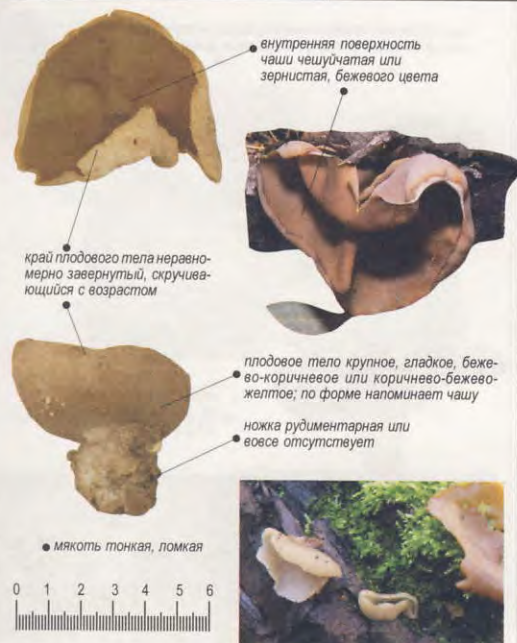 внутренняя поверхность
чаши чешуйчатая или
зернистая, бежевого цвета
край плодового тела неравно-
мерно завернутый, скручива-
ющийся с возрастом
плодовое тело крупное, гладкое, беже-
во-коричневое или коричнево-бежево-
желтое; по форме напоминает чашу
ножка рудиментарная или
вовсе отсутствует
мякоть тонкая, ломкая
0 1 2 3 4 5 6